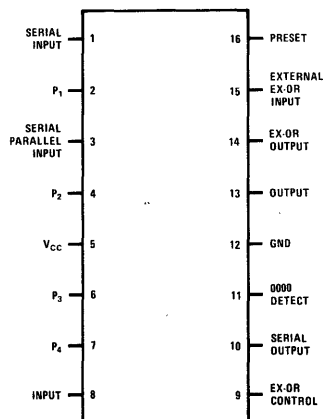 SERIAL
INPUT
1
P1
2
SERIAL
PARALLEL
INPUT
3
P2
4
VCC
5
P3
6
P4
7
INPUT
8
16
PRESET
15
EXTERNAL
EX-OR
INPUT
14
EX-OR
OUTPUT
13
OUTPUT
12
GND
11
0000
DETECT
10
SERIAL
OUTPUT
9
EX-OR
CONTROL